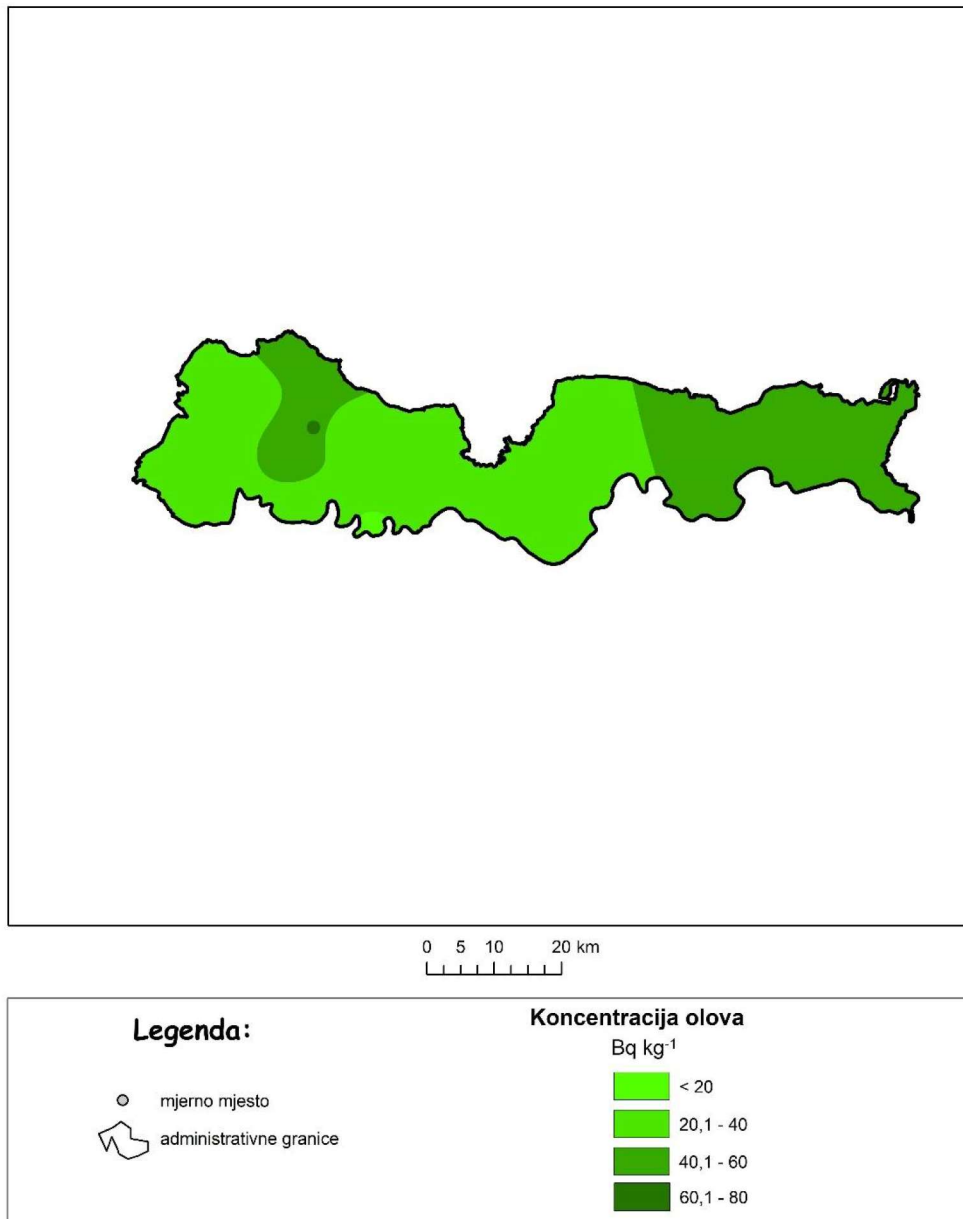 0 5 10 20 km
Legenda:
mjerno mjesto
administrativne granice
Koncentracija olova
Bq kg-1
< 20
20,1 - 40
40,1 - 60
60,1 - 80